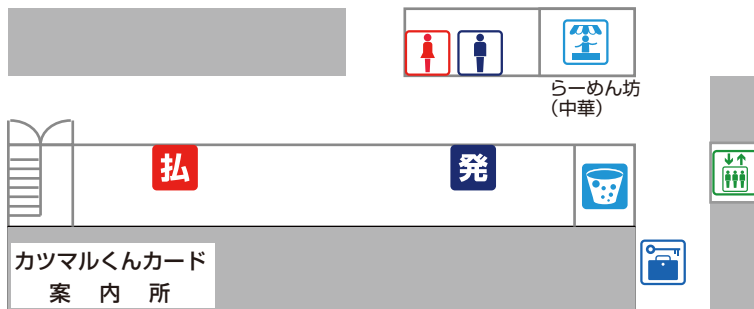 らーめん坊
（中華）
払
発
カツマルくんカード
案内所